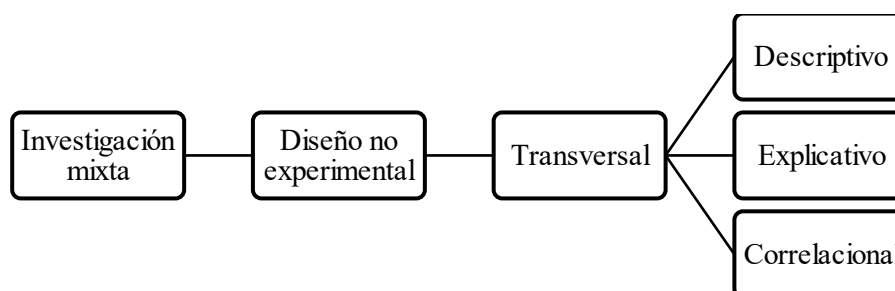 Investigación
mixta
Diseño no
experimental
Transversal
Descriptivo
Explicativo
Correlacional